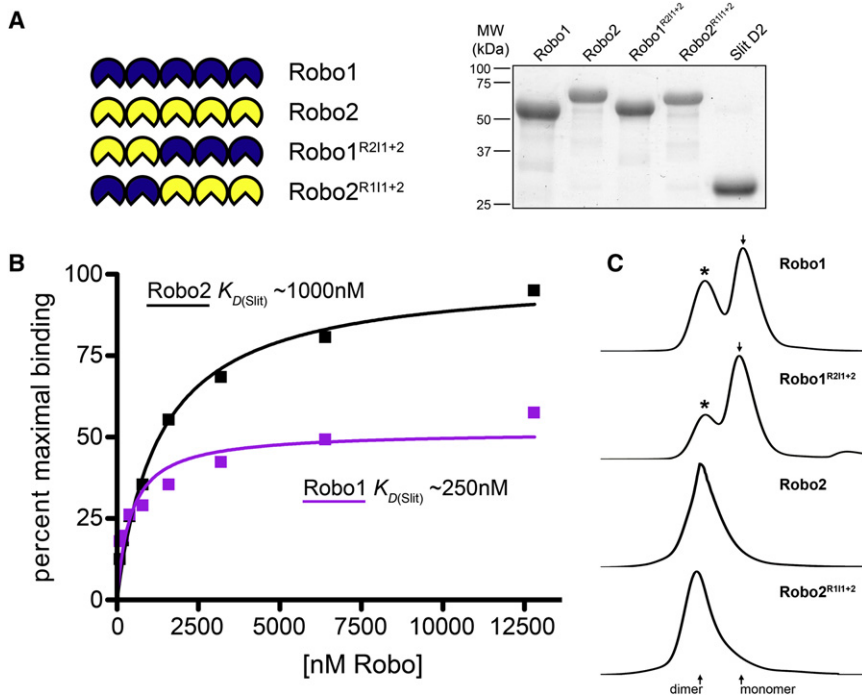 A
Robo1
Robo2
Robo1R2I1+2
Robo2R1I1+2
MW
(kDa)
Robo1
Robo2
Robo1R2I1+2
Robo2R1I1+2
Slit D2
100
75
50
37
25
B
percent maximal binding
100
75
50
25
0
Robo2 KD(Slit) ~1000nM
Robo1 KD(Slit) ~250nM
0
2500
5000
7500
10000
12500
[nM Robo]
C
Robo1
*
Robo1R2I1+2
*
Robo2
Robo2R1I1+2
dimer
monomer